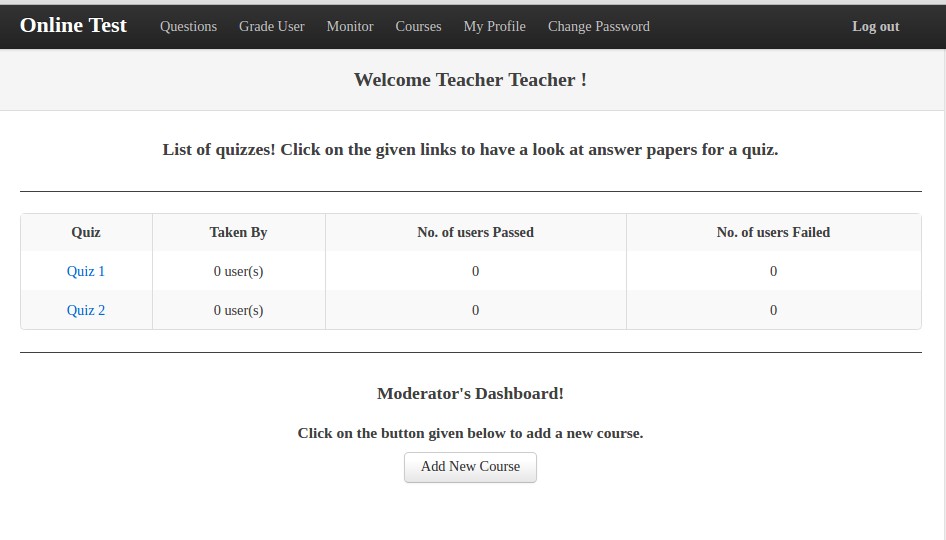 Online Test Questions Grade User Monitor Courses My Profile Change Password Log out
Welcome Teacher Teacher !
List of quizzes! Click on the given links to have a look at answer papers for a quiz.
Quiz Taken By No. of users Passed No. of users Failed
Quiz 1 0 user(s) 0 0
Quiz 2 0 user(s) 0 0
Moderator's Dashboard!
Click on the button given below to add a new course.
Add New Course